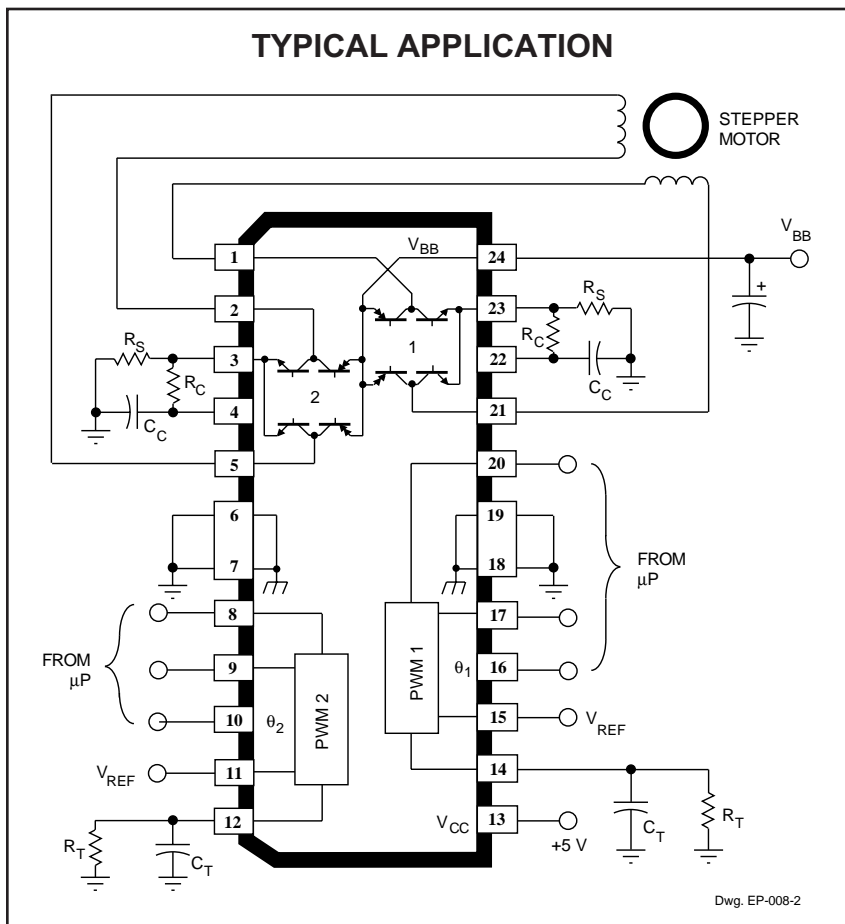 TYPICAL APPLICATION
STEPPER
MOTOR
V_BB
V_BB
1
24
2
23
R_S
R_S
3
1
R_C
22
R_C
C_C
4
2
C_C
21
5
20
6
19
FROM
µP
7
18
8
17
FROM
µP
9
PWM 2
PWM 1
θ_1
16
10
θ_2
15
V_REF
V_REF
11
14
12
V_CC
13
+5 V
R_T
C_T
C_T
R_T
Dwg. EP-008-2
+